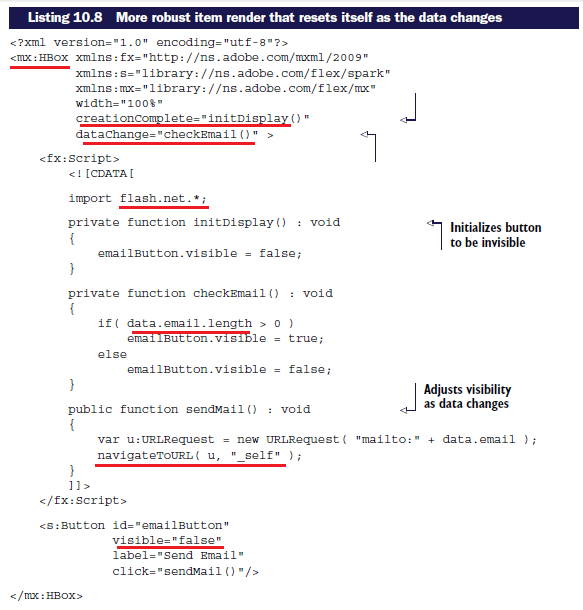 Listing 10.8 More robust item render that resets itself as the data changes
<?xml version="1.0" encoding="utf-8"?>
<mx:HBox xmlns:fx="http://ns.adobe.com/mxml/2009"
xmlns:s="library://ns.adobe.com/flex/spark"
xmlns:mx="library://ns.adobe.com/flex/mx"
width="100%"
creationComplete="initDisplay()"
dataChange="checkEmail()" >
<fx:Script>
<![CDATA[
import flash.net.*;
private function initDisplay() : void
{
emailButton.visible = false;
}
Initializes button
to be invisible
private function checkEmail() : void
{
if( data.email.length > 0 )
emailButton.visible = true;
else
emailButton.visible = false;
}
Adjusts visibility
as data changes
public function sendMail() : void
{
var u:URLRequest = new URLRequest( "mailto:" + data.email );
navigateToURL( u, "_self" );
}
]]>
</fx:Script>
<s:Button id="emailButton"
visible="false"
label="Send Email"
click="sendMail()"/>
</mx:HBox>